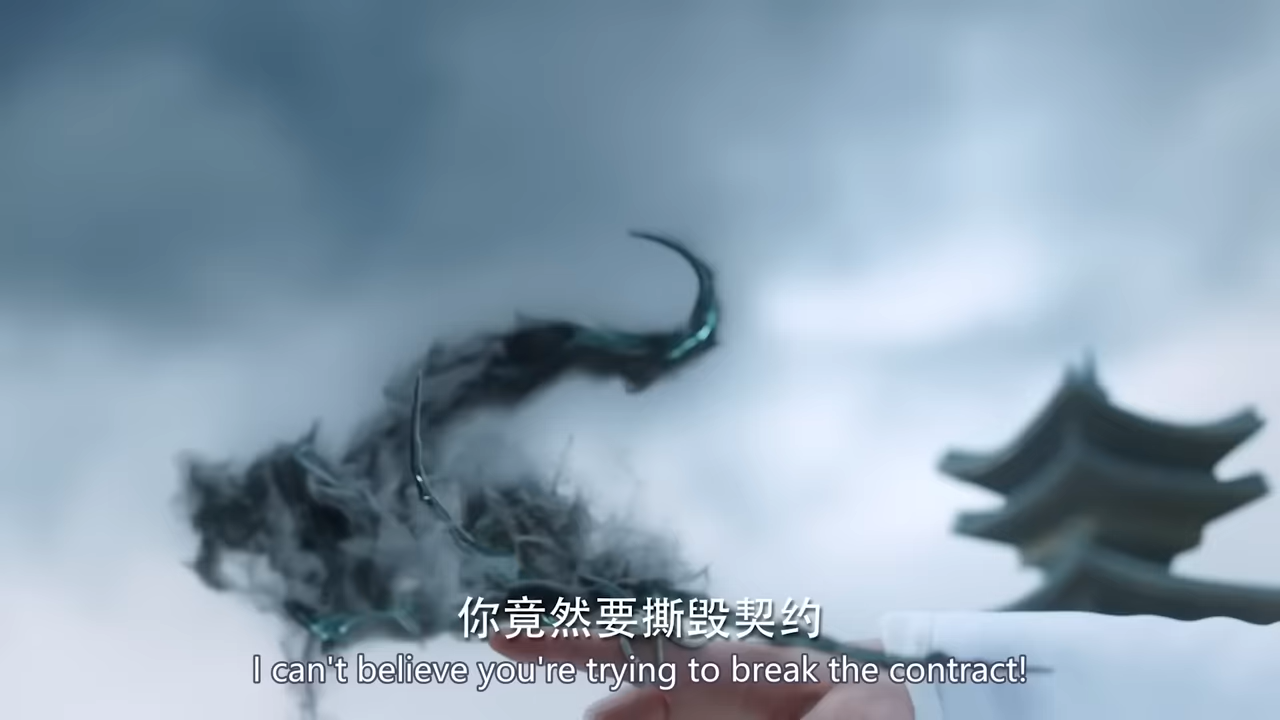 你竟然要撕毁契约
I can't believe you're trying to break the contract!